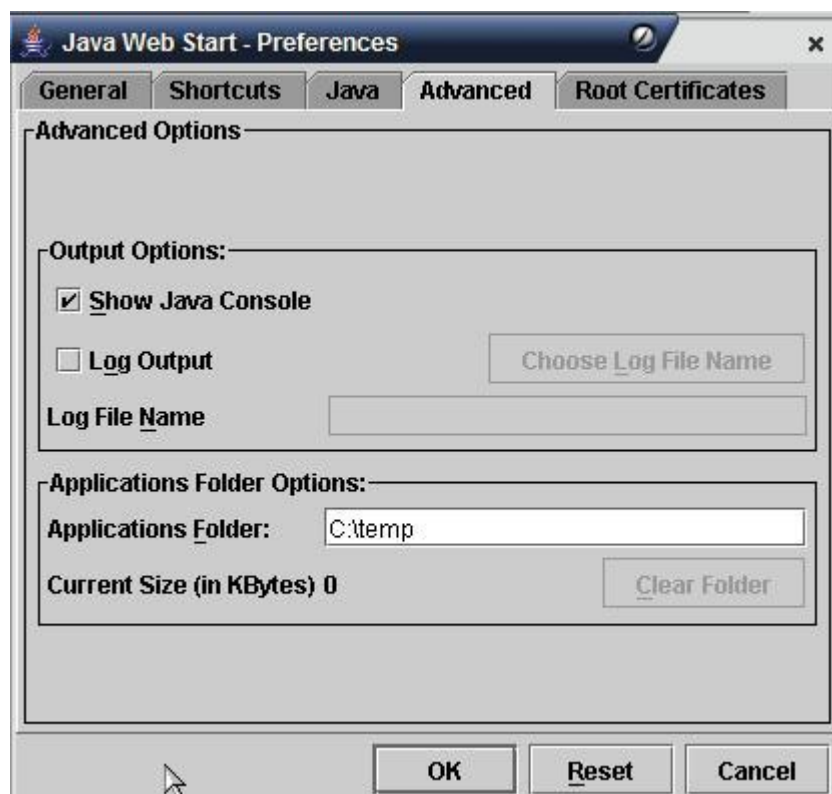 Java Web Start - Preferences
General Shortcuts Java Advanced Root Certificates
Advanced Options
Output Options:
Show Java Console
Log Output Choose Log File Name
Log File Name
Applications Folder Options:
Applications Folder: C:\temp
Current Size (in KBytes) 0 Clear Folder
OK Reset Cancel